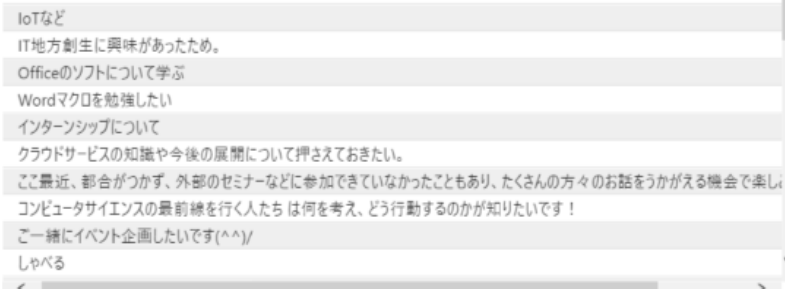 IoTなど
IT地方創生に興味があったため。
Officeのソフトについて学ぶ
Wordマクロを勉強したい
インターンシップについて
クラウドサービスの知識や今後の展開について押さえておきたい。
ここ最近、都合がつかず、外部のセミナーなどに参加できていなかったこともあり、たくさんの方々のお話をうかがえる機会で楽し
コンピュータサイエンスの最前線を行く人たち は何を考え、どう行動するのかが知りたいです！
ご一緒にイベント企画したいです(^^)/
しゃべる